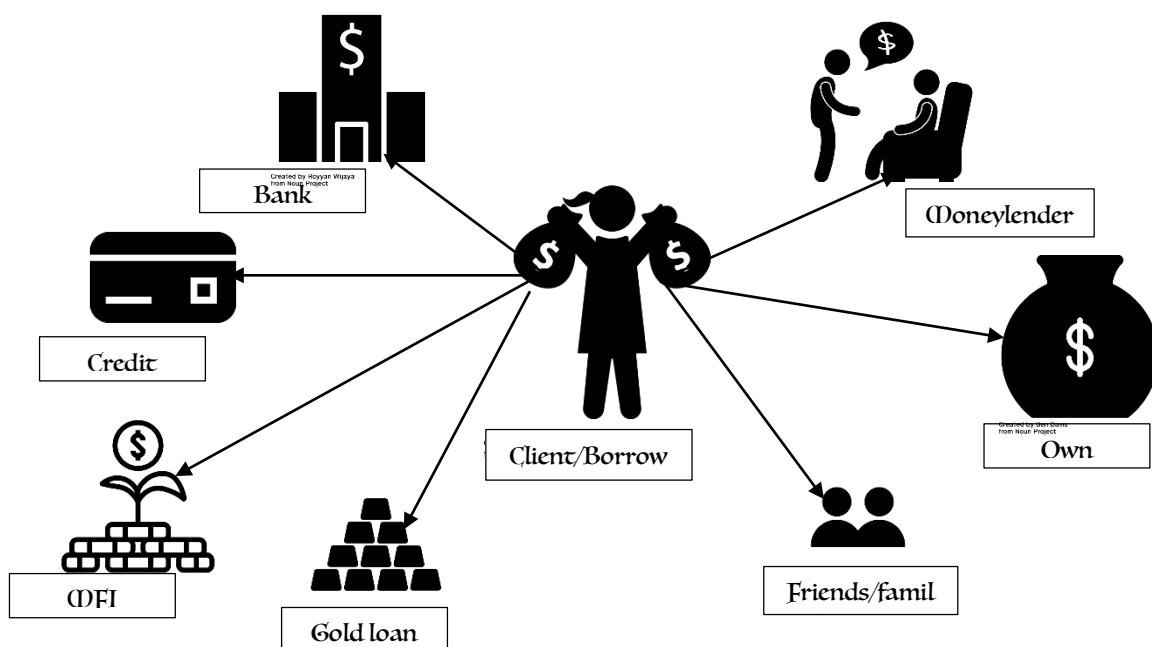 $
$
Created by Royyan Wijaya
from Noun Project
Bank
Moneylender
$
$
$
Credit
Created by Ben Davis
from Noun Project
Own
Client/Borrow
$
MFI
Friends/famil
Gold loan